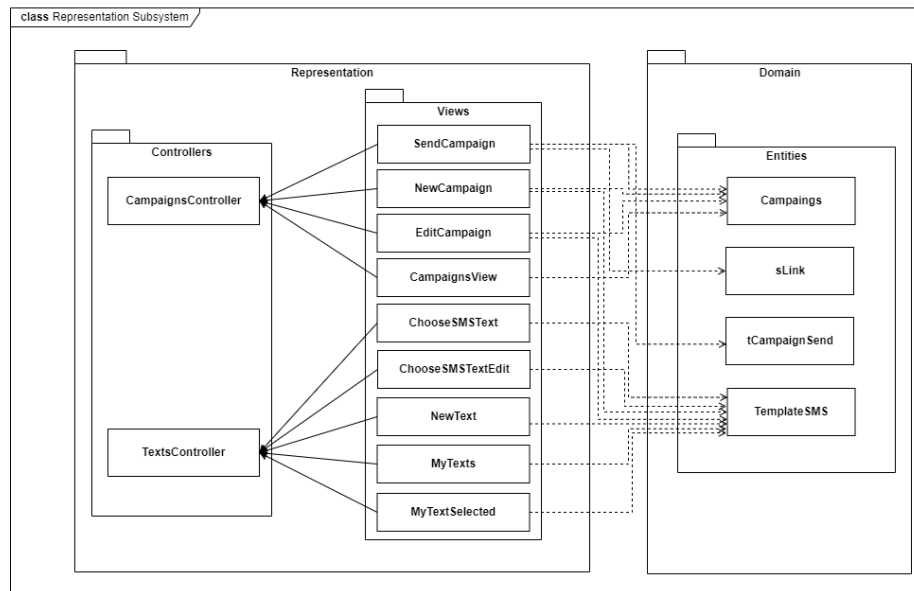 class Representation Subsystem
Representation
Domain
Views
Controllers
Entities
SendCampaign
NewCampaign
EditCampaign
CampaignsView
ChooseSMSText
ChooseSMSTextEdit
NewText
MyTexts
MyTextSelected
CampaignsController
TextsController
Campaings
sLink
tCampaignSend
TemplateSMS